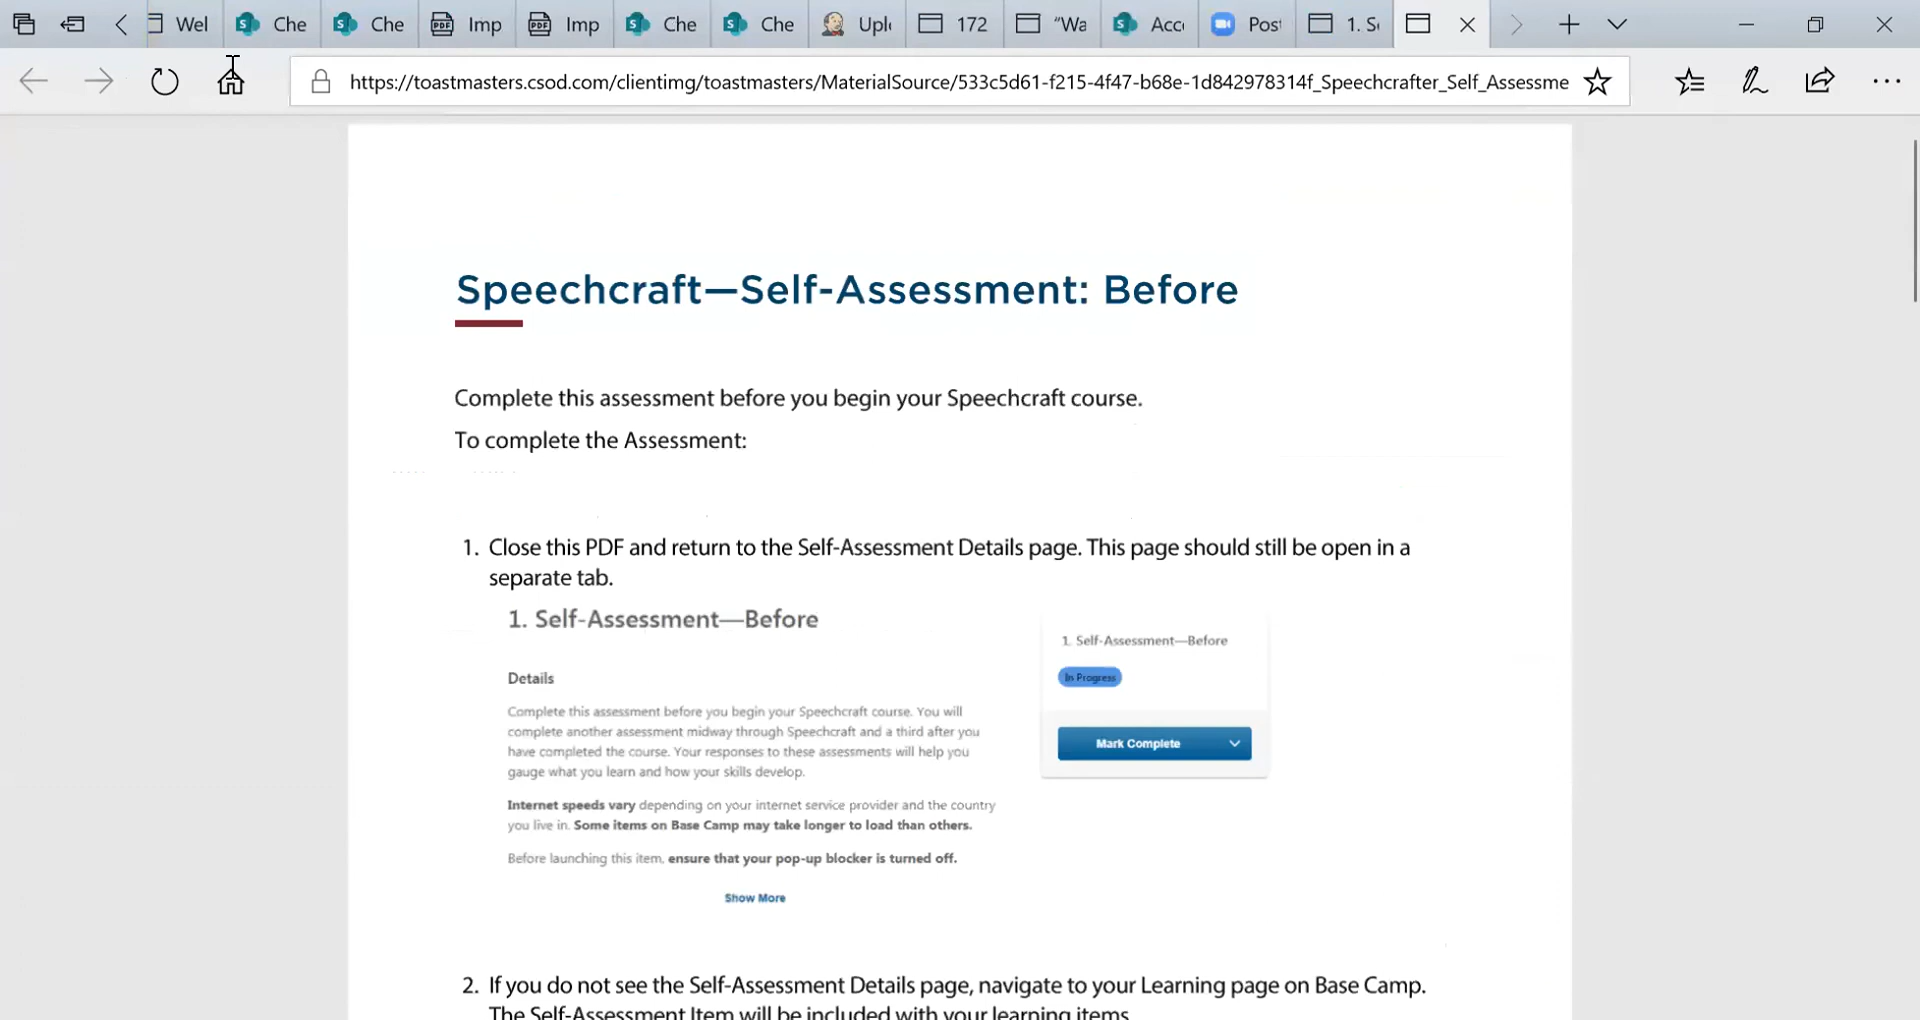 Wel
Che
Che
Imp
Imp
Che
Che
Uplo
172
"Wa
Acc
Post
1. Se
https://toastmasters.csod.com/clientimg/toastmasters/MaterialSource/533c5d61-f215-4f47-b68e-1d842978314f_Speechcrafter_Self_Assessme
Speechcraft—Self-Assessment: Before
Complete this assessment before you begin your Speechcraft course.
To complete the Assessment:
1. Close this PDF and return to the Self-Assessment Details page. This page should still be open in a
separate tab.
1. Self-Assessment—Before
Details
Complete this assessment before you begin your Speechcraft course. You will
complete another assessment midway through Speechcraft and a third after you
have completed the course. Your responses to these assessments will help you
gauge what you learn and how your skills develop.
Internet speeds vary depending on your internet service provider and the country
you live in. Some items on Base Camp may take longer to load than others.
Before launching this item, ensure that your pop-up blocker is turned off.
Show More
1. Self-Assessment—Before
In Progress
Mark Complete
2. If you do not see the Self-Assessment Details page, navigate to your Learning page on Base Camp.
The Self-Assessment Item will be included with your learning items.